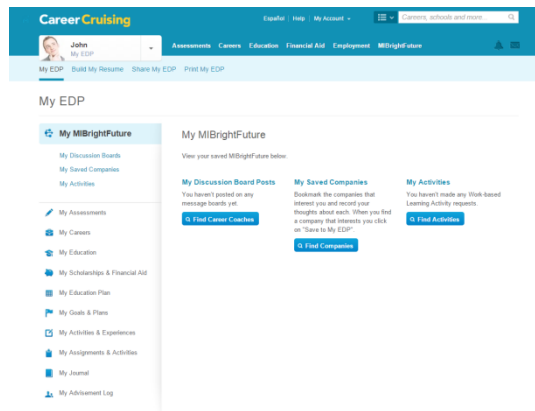 Career Cruising
Español | Help | My Account
Careers, schools and more...
John
My EDP
Assessments Careers Education Financial Aid Employment MIBrightFuture
My EDP Build My Resume Share My EDP Print My EDP
My EDP
My MIBrightFuture
My Discussion Boards
My Saved Companies
My Activities
My Assessments
My Careers
My Education
My Scholarships & Financial Aid
My Education Plan
My Goals & Plans
My Activities & Experiences
My Assignments & Activities
My Journal
My Advisement Log
My MIBrightFuture
View your saved MIBrightFuture below.
My Discussion Board Posts
You haven't posted on any
message boards yet.
Find Career Coaches
My Saved Companies
Bookmark the companies that
interest you and record your
thoughts about each. When you find
a company that interests you click
on "Save to My EDP".
Find Companies
My Activities
You haven't made any Work-based
Learning Activity requests
Find Activities